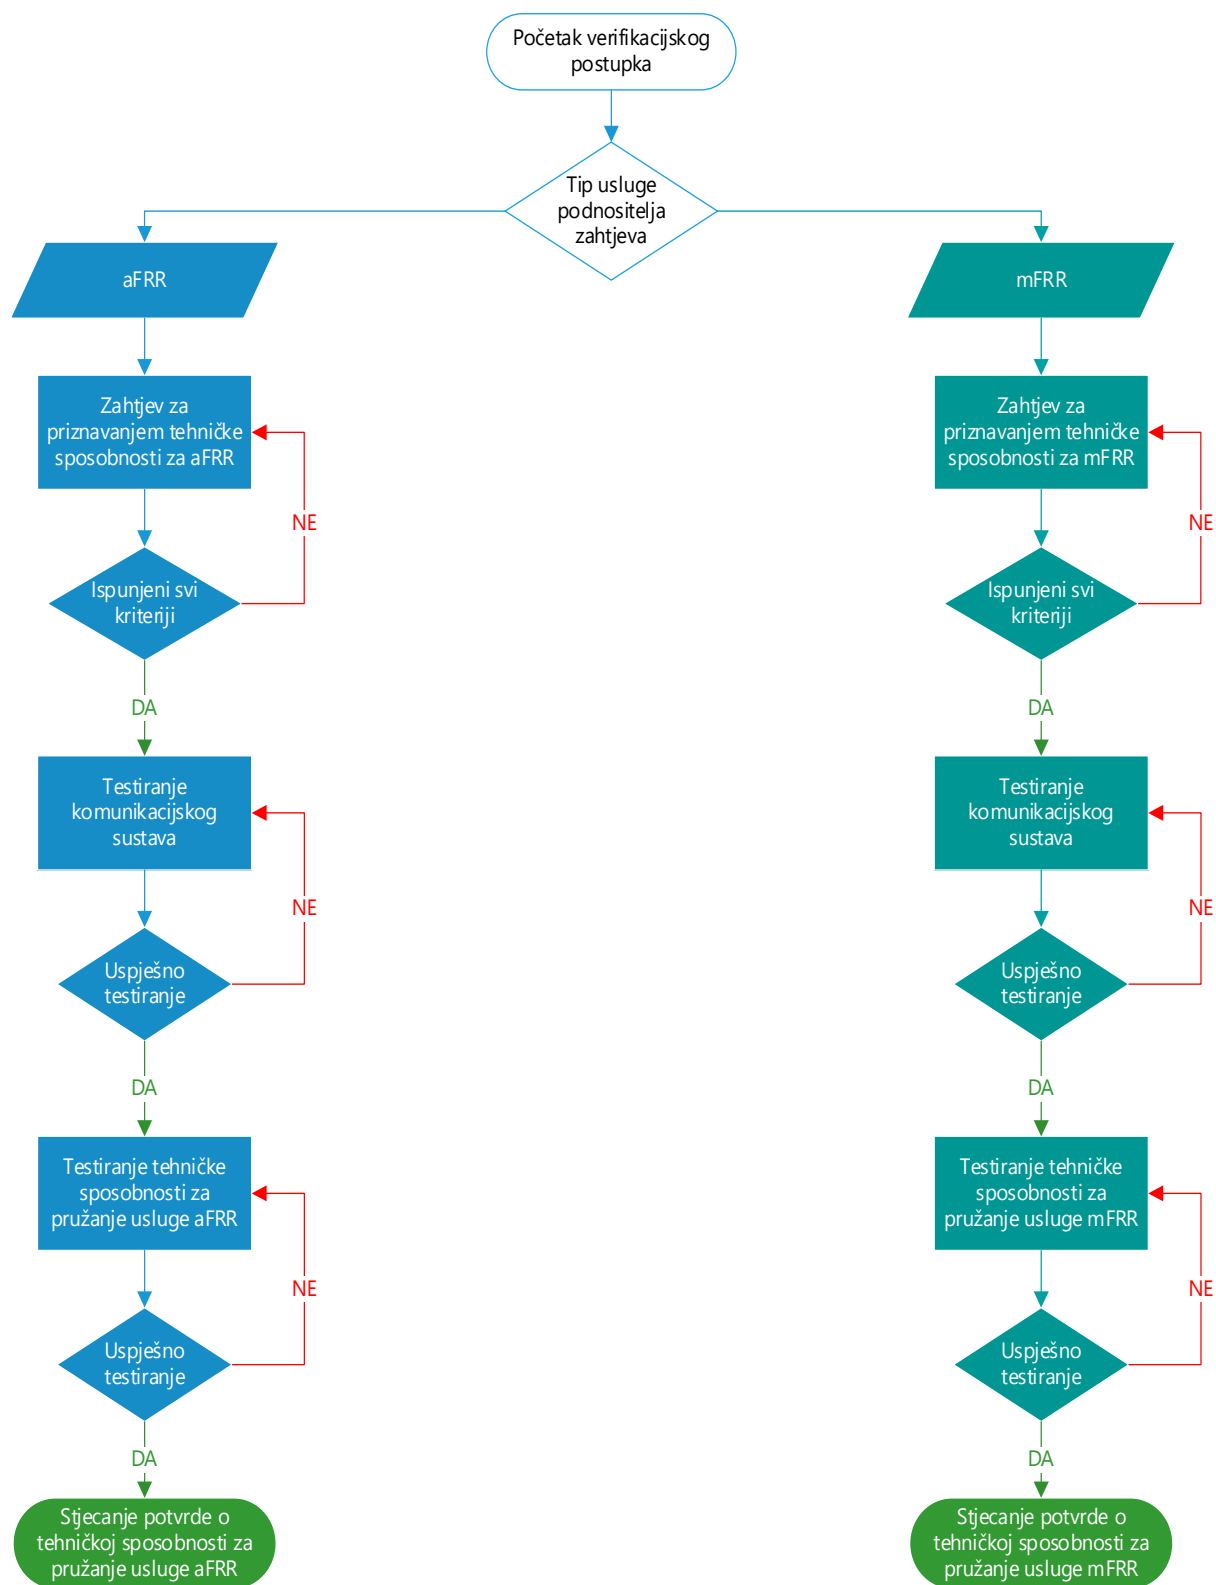 Početak verifikacijskog
postupka
Tip usluge
podnositelja
zahtjeva
aFRR
mFRR
Zahtjev za
priznavanjem tehničke
sposobnosti za aFRR
NE
Ispunjeni svi
kriteriji
DA
Testiranje
komunikacijskog
sustava
NE
Uspješno
testiranje
DA
Testiranje tehničke
sposobnosti za
pružanje usluge aFRR
NE
Uspješno
testiranje
DA
Stjecanje potvrde o
tehničkoj sposobnosti za
pružanje usluge aFRR
Zahtjev za
priznavanjem tehničke
sposobnosti za mFRR
NE
Ispunjeni svi
kriteriji
DA
Testiranje
komunikacijskog
sustava
NE
Uspješno
testiranje
DA
Testiranje tehničke
sposobnosti za
pružanje usluge mFRR
NE
Uspješno
testiranje
DA
Stjecanje potvrde o
tehničkoj sposobnosti za
pružanje usluge mFRR